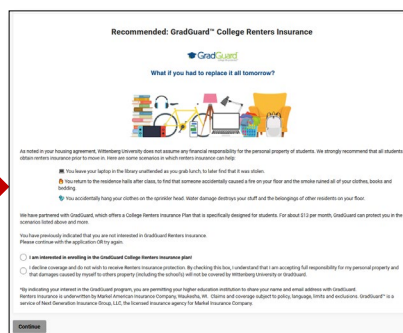 Recommended: GradGuard™ College Renters Insurance
GradGuard
What if you had to replace it all tomorrow?
As noted in your housing agreement, Wittenberg University does not assume any financial responsibility for the personal property of students. We strongly recommend that all students
obtain renters insurance prior to move in. Here are some scenarios in which renters insurance can help
You leave your laptop in the library unattended as you grab lunch, to later find that it was stolen.
You return to the residence halls after class, to find that someone accidentally caused a fire on your floor and the smoke ruined all of your clothes, books and
bedding.
You accidentally hang your clothes on the sprinkler head. Water damage destroys your stuff and the belongings of other residents on your floor.
We have partnered with GradGuard, which offers a College Renters Insurance Plan that is specifically designed for students. For about $13 per month, GradGuard can protect you in the
scenarios listed above and more.
You have previously indicated that you are not interested in GradGuard Renters Insurance.
Please continue with the application OR try again.
I am interested in enrolling in the GradGuard College Renters Insurance plan!
I decline coverage and do not wish to receive Renters Insurance protection. By checking this box, I understand that I am accepting full responsibility for my personal property and
that damages caused by myself to others property (including the school's) will not be covered by Wittenberg University or GradGuard.
*By indicating your interest in the GradGuard program, you are permitting your higher education institution to share your name and email address with GradGuard.
Renters Insurance is underwritten by Markel American Insurance Company, Waukesha, WI. Claims and coverage subject to policy, language, limits and exclusions. GradGuard™ is a
service of Next Generation Insurance Group, LLC, the licensed insurance agency for Markel Insurance Company.
Continue